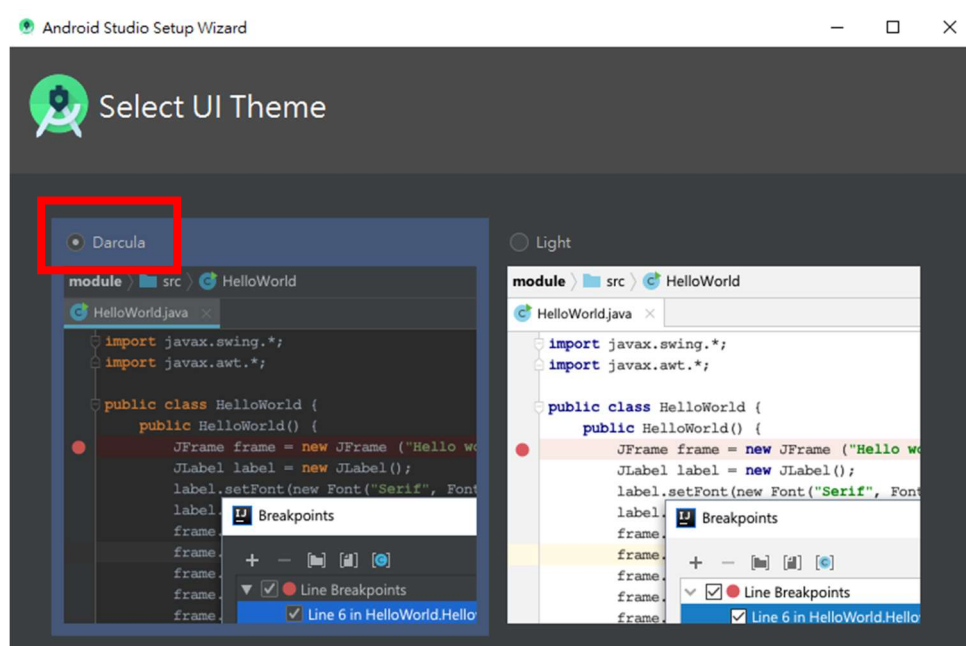 Android Studio Setup Wizard
Select UI Theme
Darcula
module src HelloWorld
HelloWorld.java
import javax.swing.*;
import javax.awt.*;
public class HelloWorld {
public HelloWorld() {
JFrame frame = new JFrame ("Hello wo
JLabel label = new JLabel();
label.setFont(new Font("Serif", Font
label.
frame.
frame.
frame.
frame.
frame.
Breakpoints
Line Breakpoints
Line 6 in HelloWorld.Hello
Light
module src HelloWorld
HelloWorld.java
import javax.swing.*;
import javax.awt.*;
public class HelloWorld {
public HelloWorld() {
JFrame frame = new JFrame ("Hello wo
JLabel label = new JLabel();
label.setFont(new Font("Serif", Font
label.
frame.
frame.
frame.
frame.
frame.
Breakpoints
Line Breakpoints
Line 6 in HelloWorld.Hello